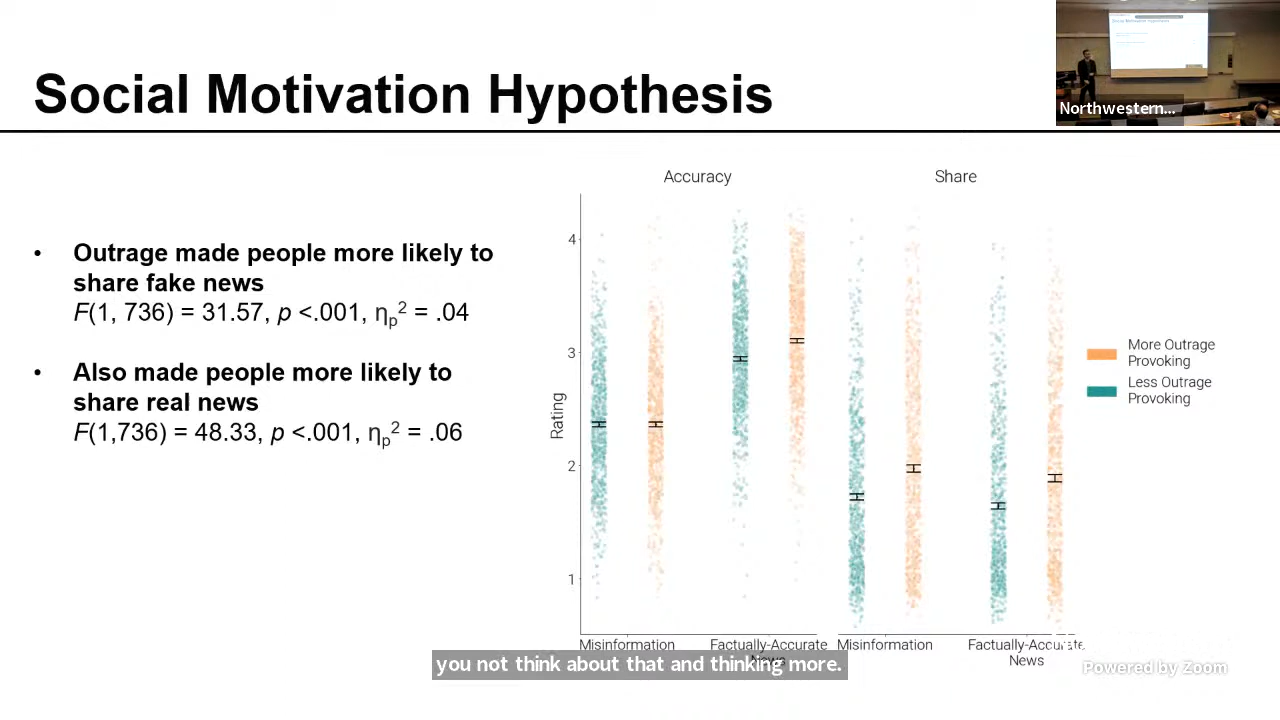 Social Motivation Hypothesis
Northwestern...
• Outrage made people more likely to
share fake news
F(1, 736) = 31.57, p <.001, ηp² = .04
• Also made people more likely to
share real news
F(1,736) = 48.33, p <.001, ηp² = .06
Accuracy
Share
Rating
4
3
2
1
Misinformation
Factually-Accurate
News
Misinformation
Factually-Accurate
News
More Outrage
Provoking
Less Outrage
Provoking
you not think about that and thinking more.
Powered by Zoom